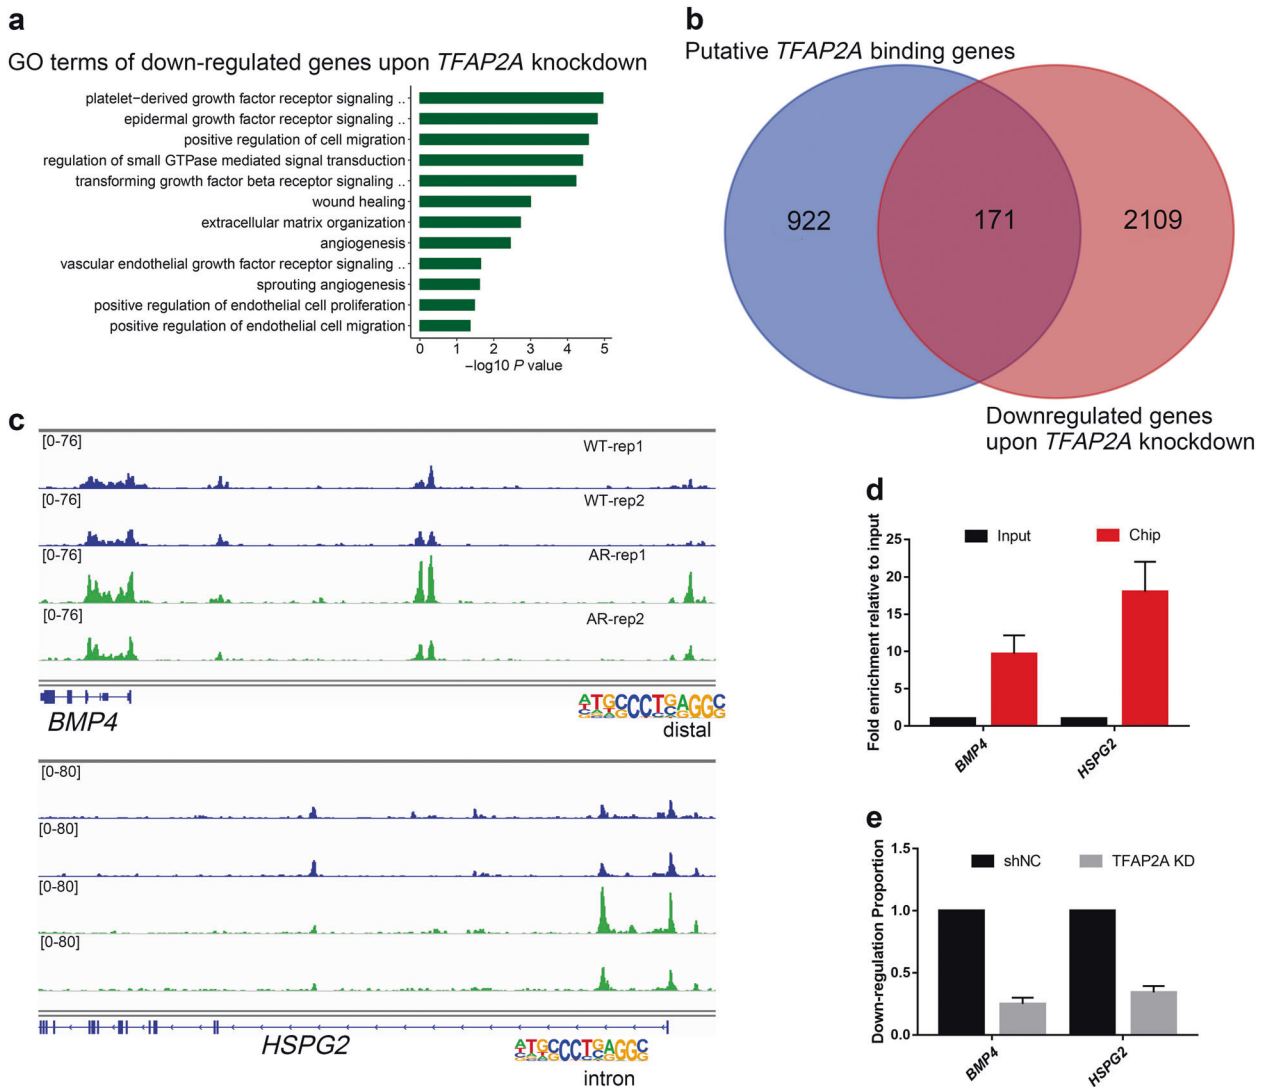 a
GO terms of down-regulated genes upon TFAP2A knockdown
platelet-derived growth factor receptor signaling ..
epidermal growth factor receptor signaling ..
positive regulation of cell migration
regulation of small GTPase mediated signal transduction
transforming growth factor beta receptor signaling ..
wound healing
extracellular matrix organization
angiogenesis
vascular endothelial growth factor receptor signaling ..
sprouting angiogenesis
positive regulation of endothelial cell proliferation
positive regulation of endothelial cell migration
0 1 2 3 4 5
-log10 P value
b
Putative TFAP2A binding genes
922 171 2109
Downregulated genes
upon TFAP2A knockdown
c
[0-76] WT-rep1
[0-76] WT-rep2
[0-76] AR-rep1
[0-76] AR-rep2
BMP4
ATGCCCTGAGGC
distal
[0-80]
[0-80]
[0-80]
[0-80]
HSPG2
ATGCCCTGAGGC
intron
d
Fold enrichment relative to input
Input Chip
25
20
15
10
5
0
BMP4 HSPG2
e
Down-regulation Proportion
shNC TFAP2A KD
1.5
1.0
0.5
0.0
BMP4 HSPG2